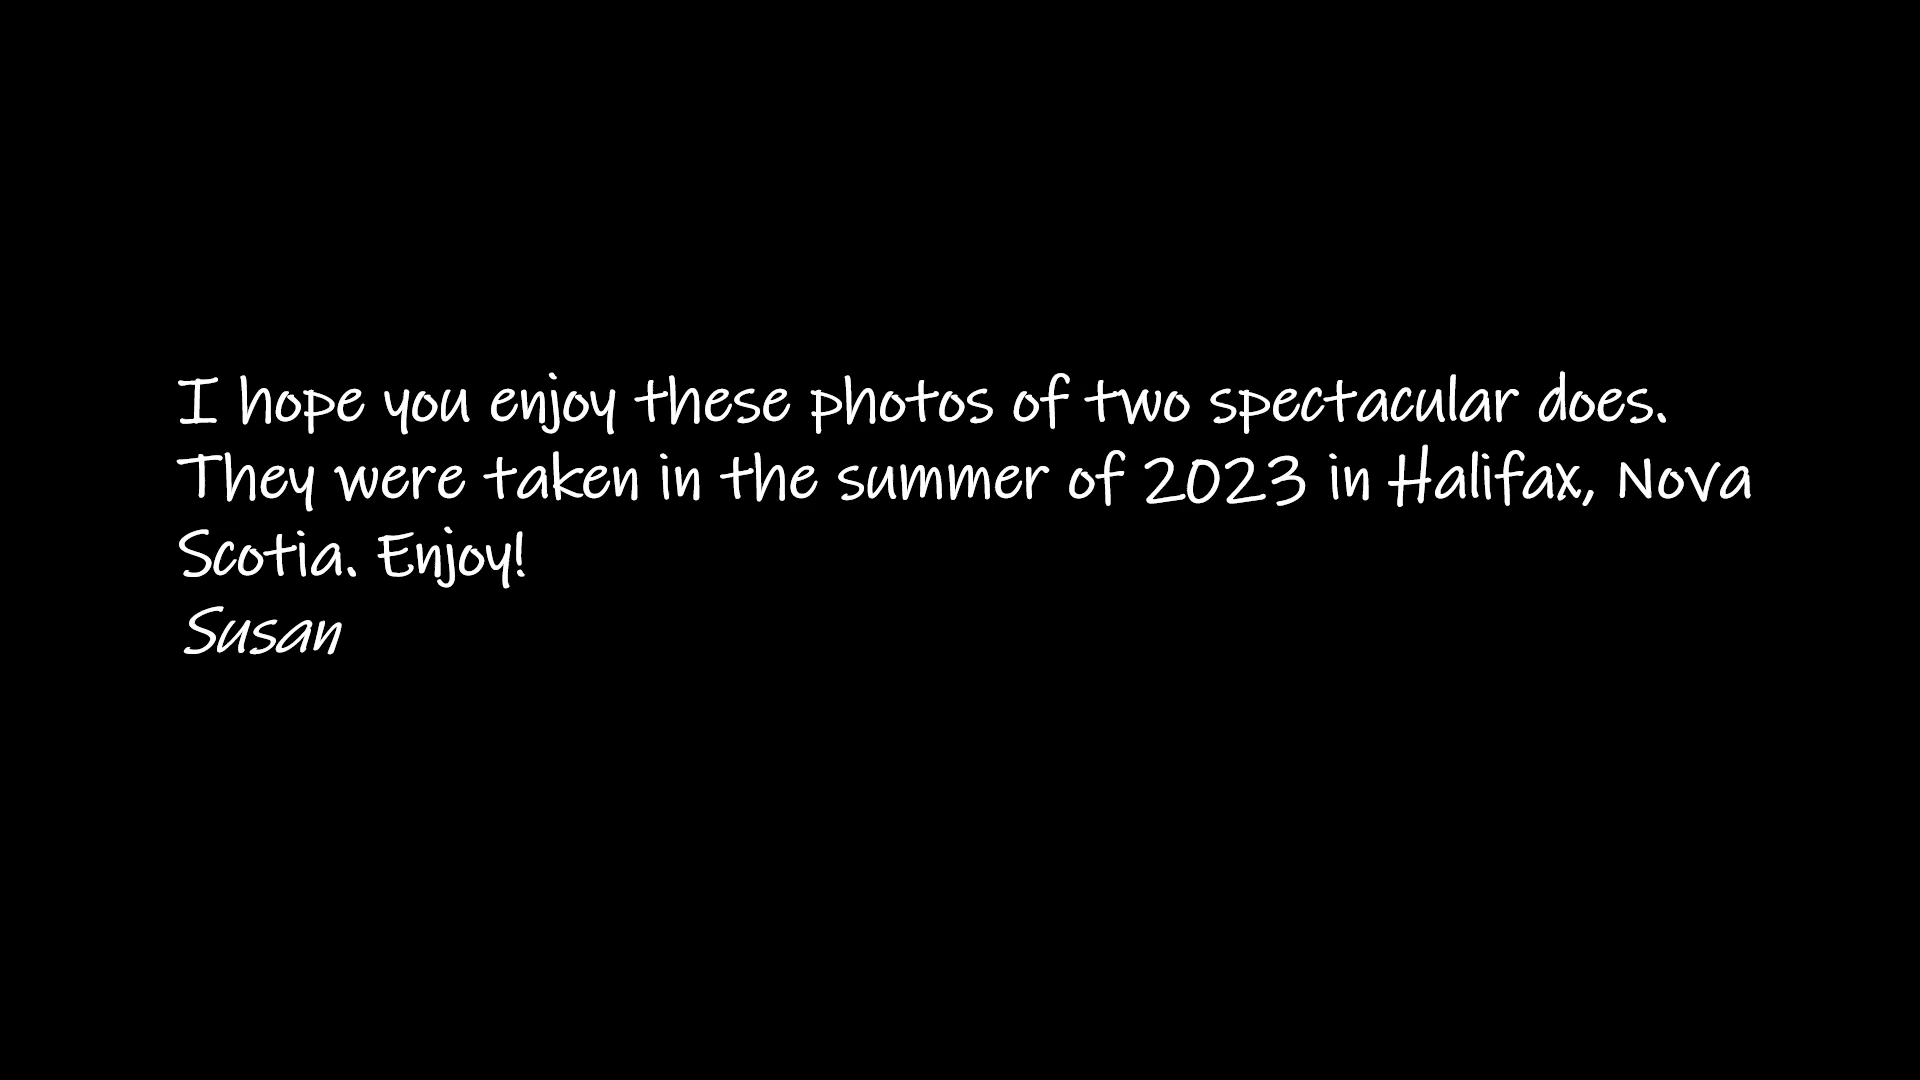 I hope you enjoy these photos of two spectacular does.
They were taken in the summer of 2023 in Halifax, Nova
Scotia. Enjoy!
Susan